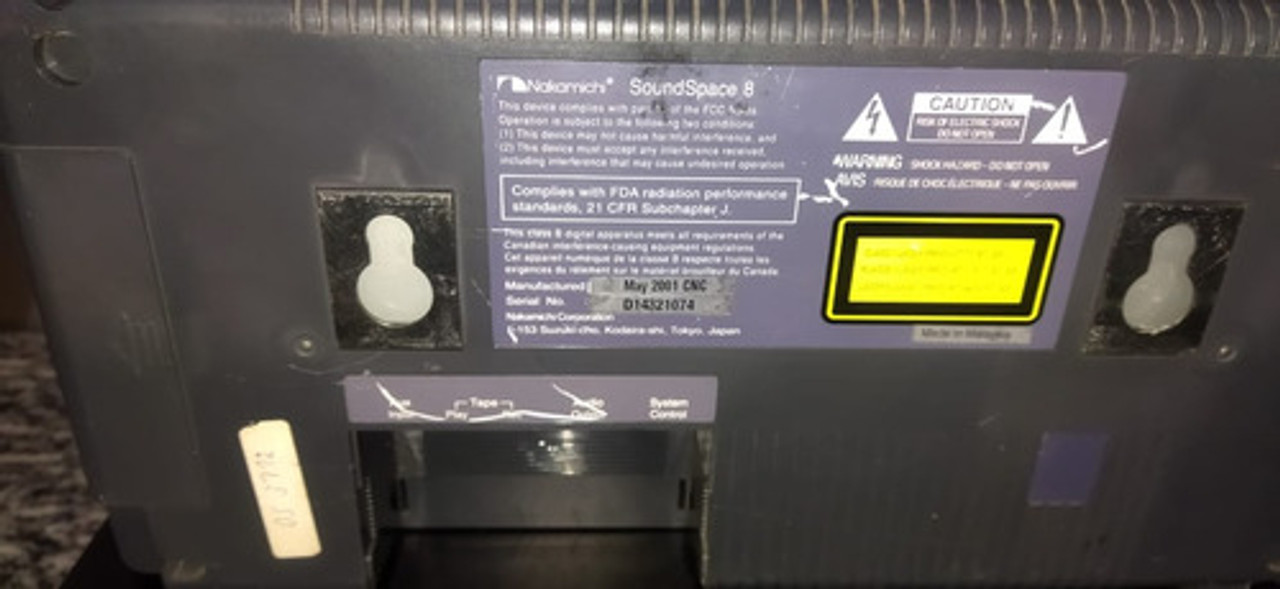 Nakamichi® SoundSpace 8
This device complies with part of the FCC Rules
Operation is subject to the following two conditions
(1) This device may not cause harmful interference, and
(2) This device must accept any interference received,
including interference that may cause undesired operation
Complies with FDA radiation performance
standards, 21 CFR Subchapter J.
This class B digital apparatus meets all requirements of the
Canadian interference-causing equipment regulations
Cet appareil numeque de la classe B respecte toutes les
exigences du relement sur le matériel brouilleur du Canada
Manufactured May 2001 CNC
Serial No. D14321074
Nakamichi Corporation
-153 Suzuki-cho, Kodaira-shi, Tokyo, Japan
CAUTION
RISK OF ELECTRIC SHOCK
DO NOT OPEN
WARNING SHOCK HAZARD - DO NOT OPEN
AVIS RISQUE DE CHOC ÉLECTRIQUE - NE PAS OUVRIR
Made in Malaysia
Tape
Play
Audio
System
Control